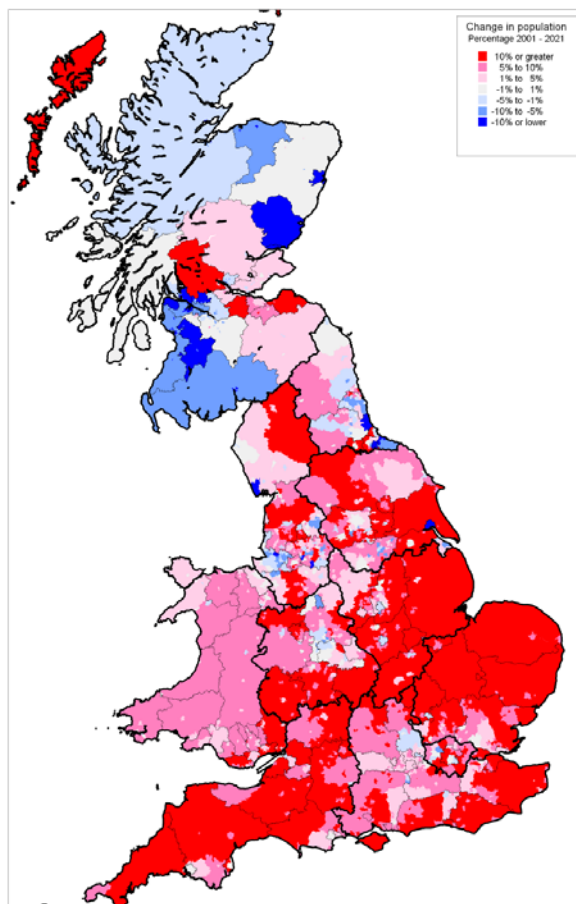 Change in population
Percentage 2001 - 2021
10% or greater
5% to 10%
1% to 5%
-1% to 1%
-5% to -1%
-10% to -5%
-10% or lower